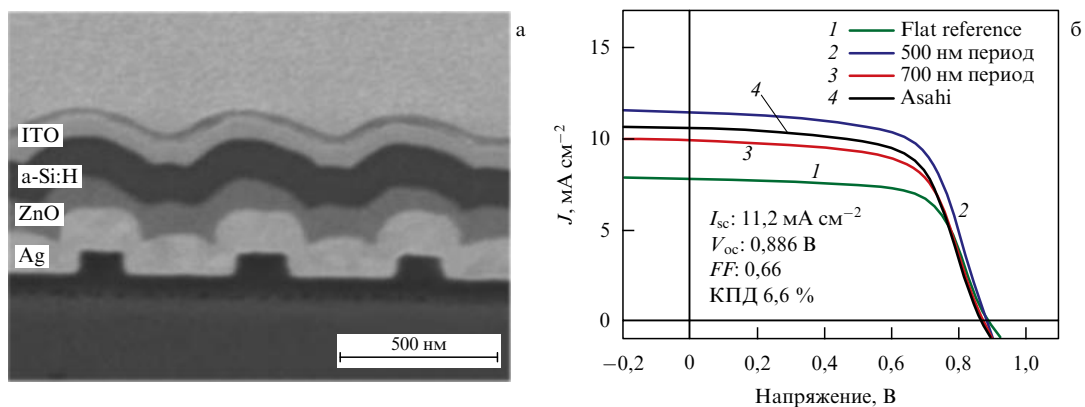 а
ITO
a-Si:H
ZnO
Ag
500 нм
б
J, мА см−2
15
10
5
0
1 Flat reference
2 500 нм период
3 700 нм период
4 Asahi
4
3
1
2
Isc: 11,2 мА см−2
Voc: 0,886 В
FF: 0,66
КПД 6,6 %
−0,2 0 0,2 0,4 0,6 0,8 1,0
Напряжение, В